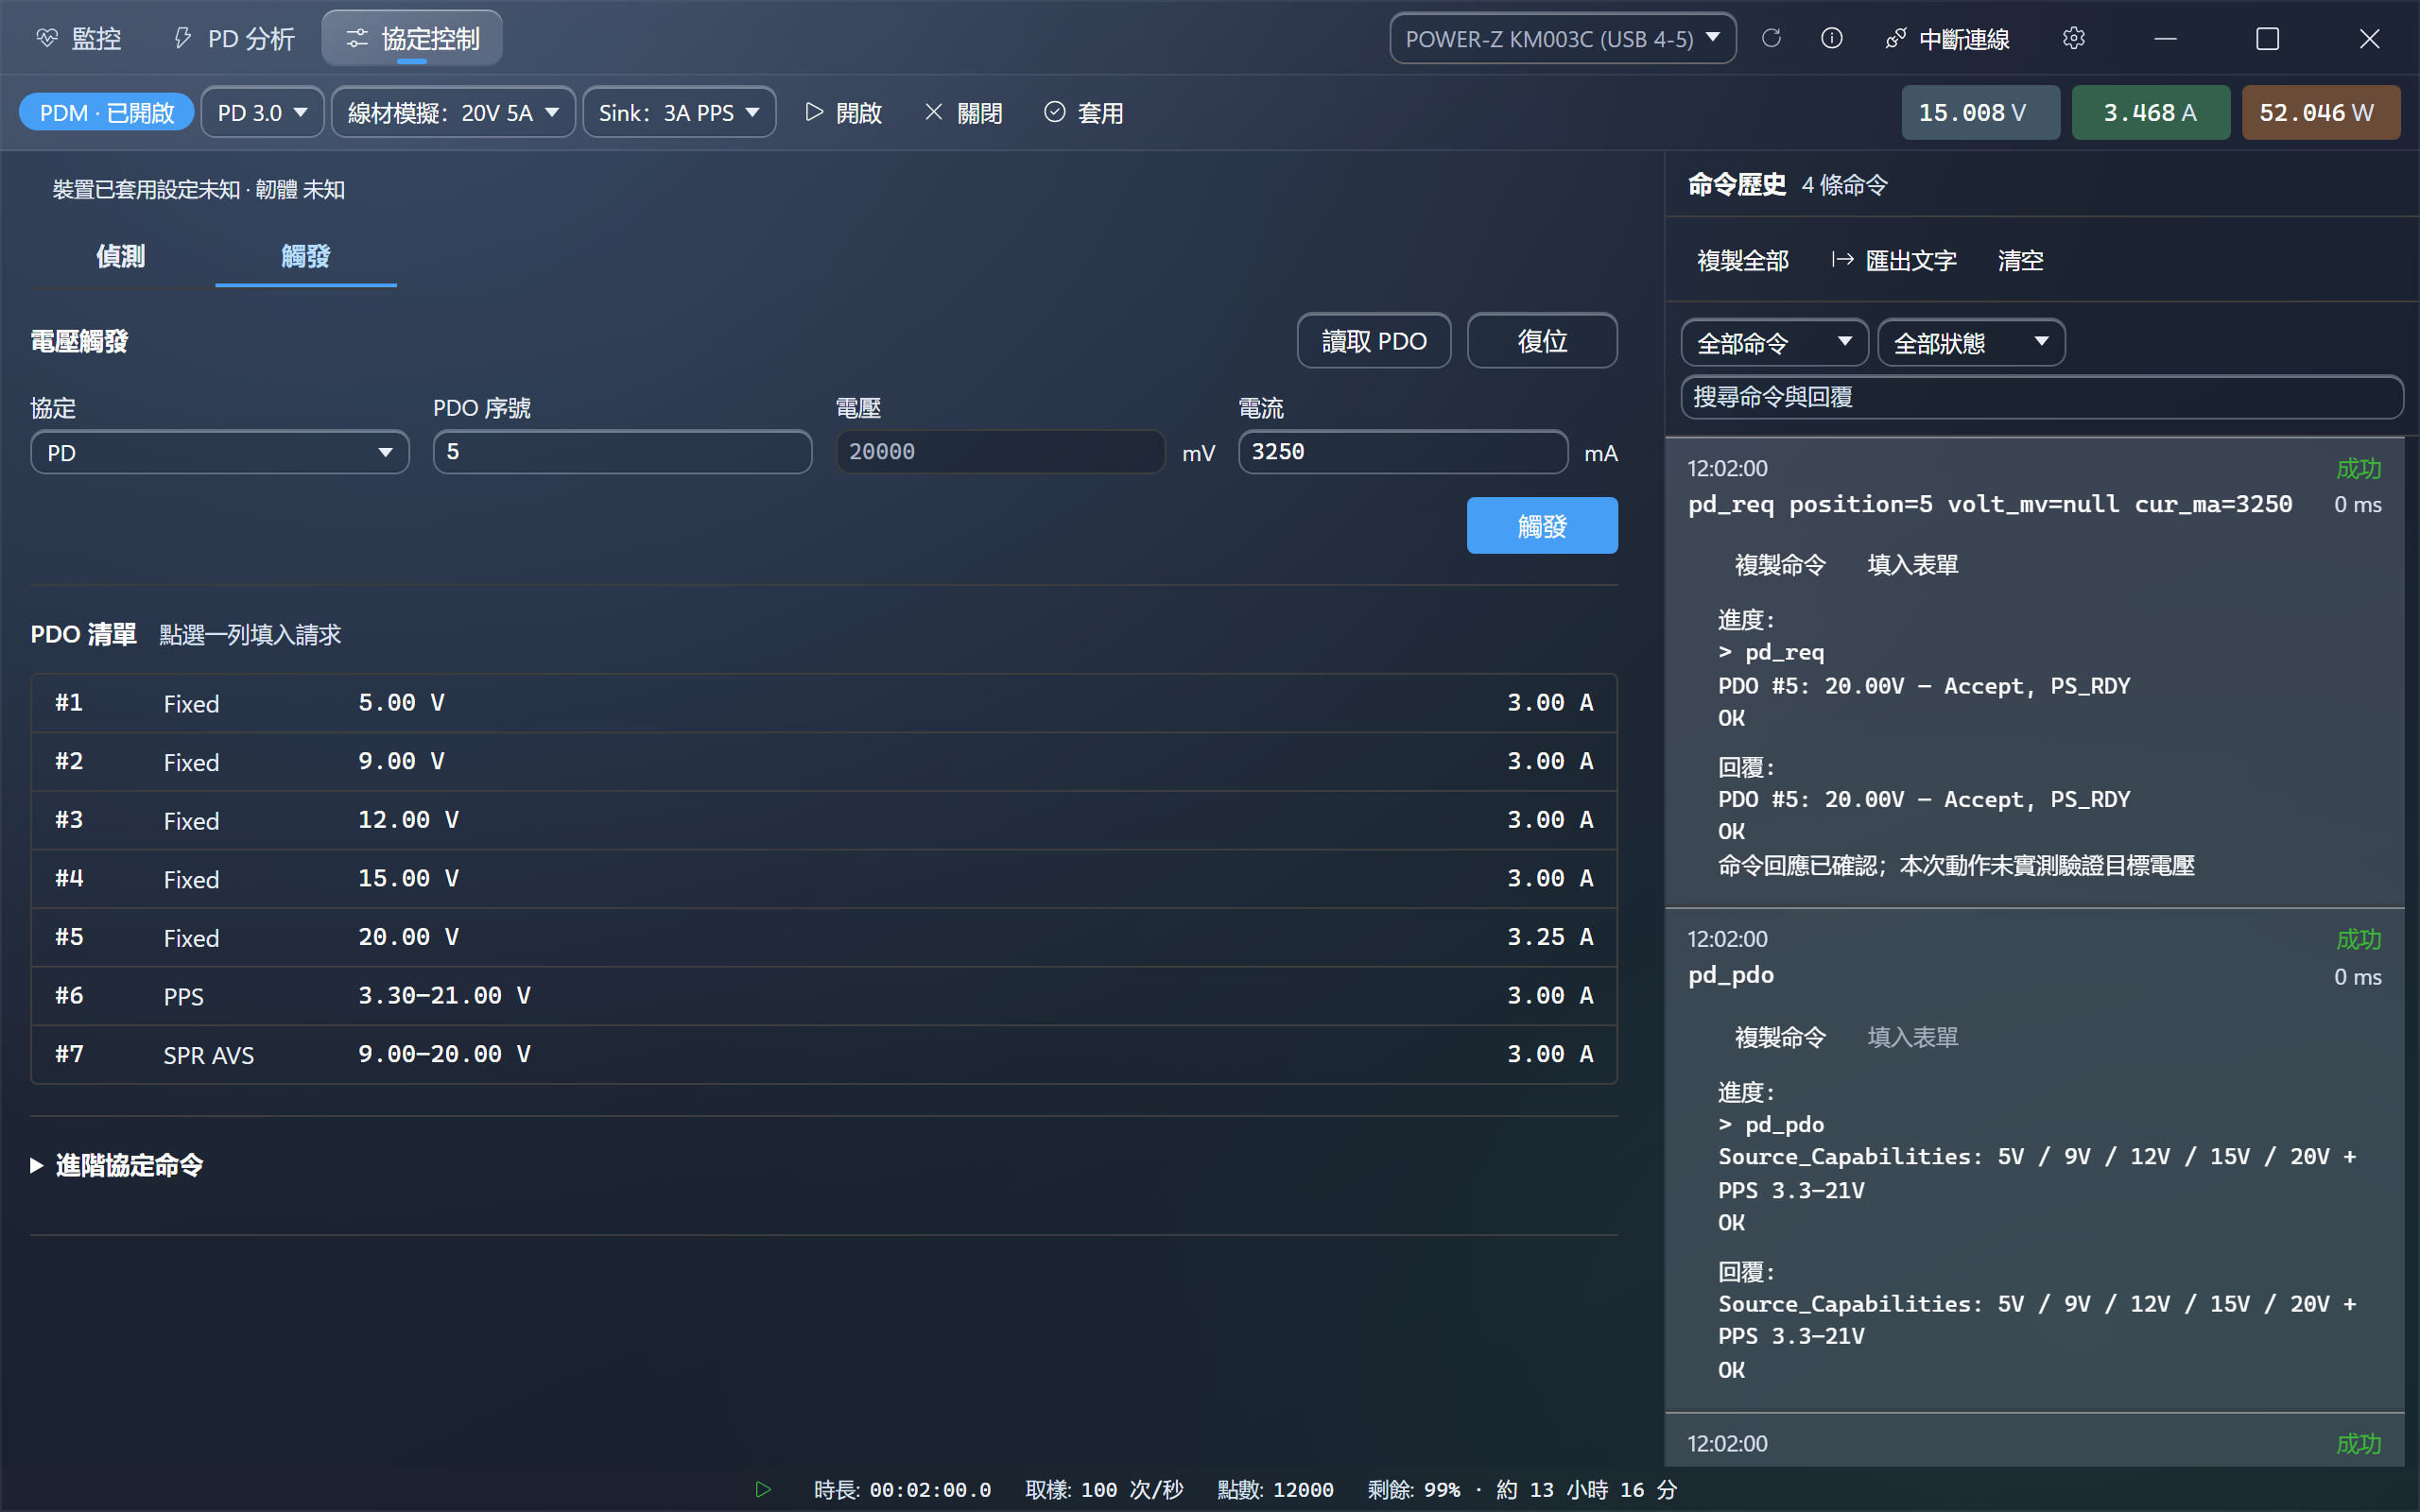 監控 PD 分析 協定控制 POWER-Z KM003C (USB 4-5) 中斷連線
PDM · 已開啟 PD 3.0 線材模擬：20V 5A Sink：3A PPS 開啟 關閉 套用 15.008 V 3.468 A 52.046 W
裝置已套用設定未知 · 韌體 未知
偵測 觸發
電壓觸發 讀取 PDO 復位
協定 PDO 序號 電壓 電流
PD 5 20000 mV 3250 mA
觸發
PDO 清單 點選一列填入請求
#1 Fixed 5.00 V 3.00 A
#2 Fixed 9.00 V 3.00 A
#3 Fixed 12.00 V 3.00 A
#4 Fixed 15.00 V 3.00 A
#5 Fixed 20.00 V 3.25 A
#6 PPS 3.30–21.00 V 3.00 A
#7 SPR AVS 9.00–20.00 V 3.00 A
進階協定命令
命令歷史 4 條命令
複製全部 匯出文字 清空
全部命令 全部狀態
搜尋命令與回覆
12:02:00 成功
pd_req position=5 volt_mv=null cur_ma=3250 0 ms
複製命令 填入表單
進度：
> pd_req
PDO #5: 20.00V — Accept, PS_RDY
OK
回覆：
PDO #5: 20.00V — Accept, PS_RDY
OK
命令回應已確認；本次動作未實測驗證目標電壓
12:02:00 成功
pd_pdo 0 ms
複製命令 填入表單
進度：
> pd_pdo
Source_Capabilities: 5V / 9V / 12V / 15V / 20V +
PPS 3.3–21V
OK
回覆：
Source_Capabilities: 5V / 9V / 12V / 15V / 20V +
PPS 3.3–21V
OK
12:02:00 成功
時長: 00:02:00.0 取樣: 100 次/秒 點數: 12000 剩餘: 99% · 約 13 小時 16 分